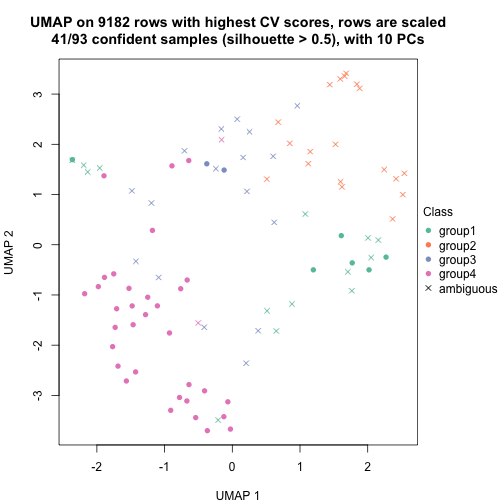 UMAP on 9182 rows with highest CV scores, rows are scaled
41/93 confident samples (silhouette > 0.5), with 10 PCs
UMAP 2
3
2
1
0
-1
-2
-3
-2
-1
0
1
2
UMAP 1
Class
group1
group2
group3
group4
ambiguous